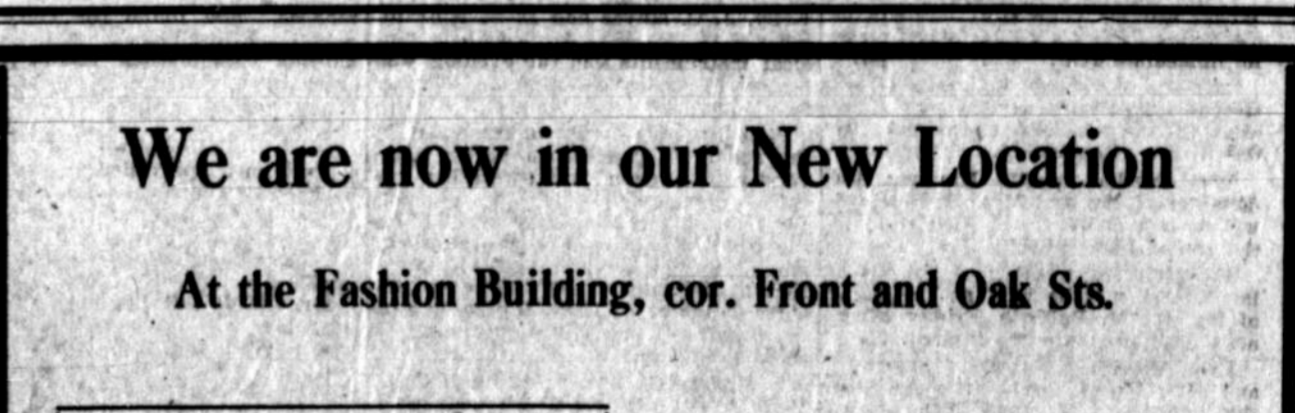 We are now in our New Location
At the Fashion Building, cor. Front and Oak Sts.